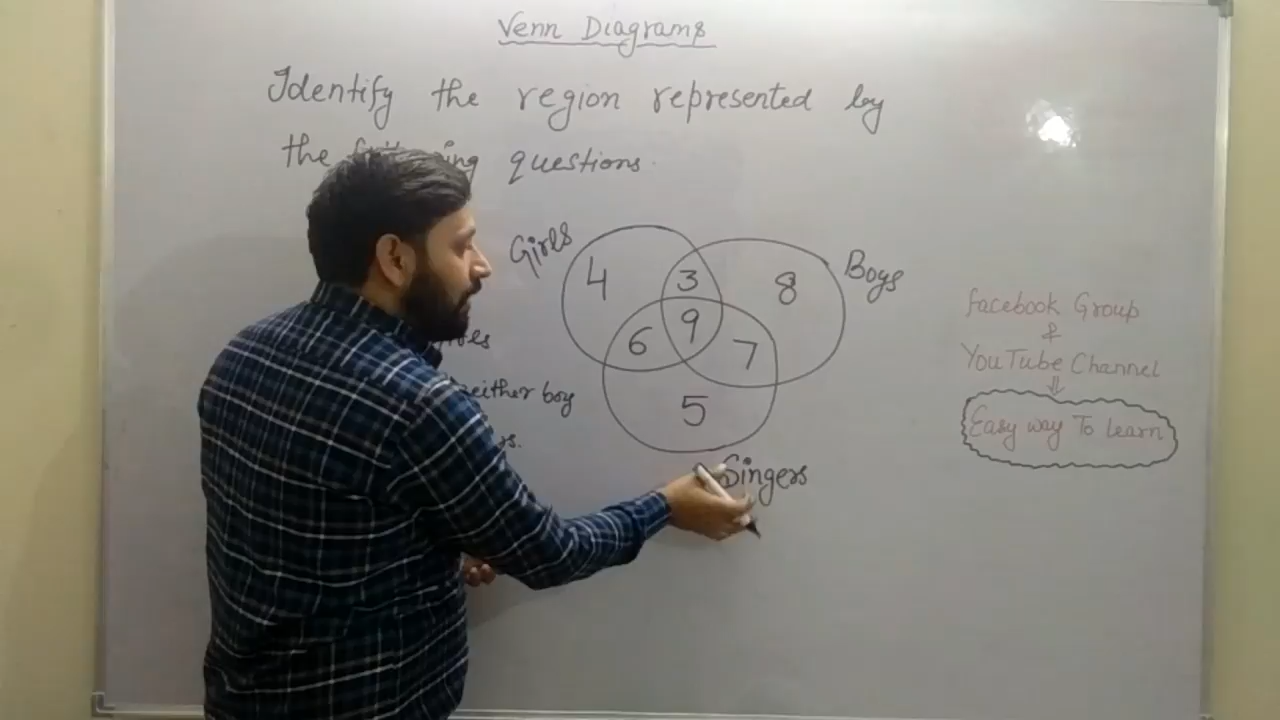 Venn Diagrams
Identify the region represented by
the questions.
Girls
Boys
4
3
8
9
6
7
5
Singers
neither boy
Facebook Group
&
YouTube Channel
⇓
Easy way To Learn